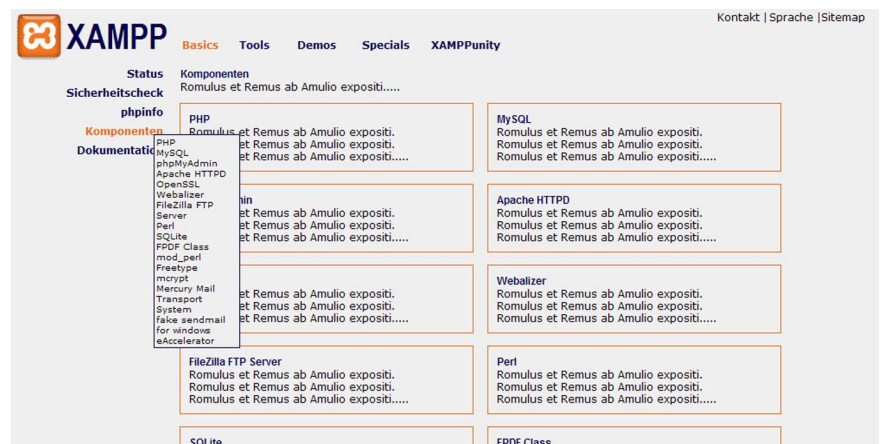 Kontakt | Sprache |Sitemap
XAMPP
Basics Tools Demos Specials XAMPPunity
Status
Sicherheitscheck
phpinfo
Komponenten
Dokumentatio
PHP
MySQL
phpMyAdmin
Apache HTTPD
OpenSSL
Webalizer
FileZilla FTP
Server
Perl
SQLite
FPDF Class
mod_perl
Freetype
mcrypt
Mercury Mail
Transport
System
fake sendmail
for windows
eAccelerator
Komponenten
Romulus et Remus ab Amulio expositi.....
PHP
Romulus et Remus ab Amulio expositi.
et Remus ab Amulio expositi.
et Remus ab Amulio expositi.....
MySQL
Romulus et Remus ab Amulio expositi.
Romulus et Remus ab Amulio expositi.
Romulus et Remus ab Amulio expositi.....
min
et Remus ab Amulio expositi.
et Remus ab Amulio expositi.
et Remus ab Amulio expositi.....
Apache HTTPD
Romulus et Remus ab Amulio expositi.
Romulus et Remus ab Amulio expositi.
Romulus et Remus ab Amulio expositi.....
et Remus ab Amulio expositi.
et Remus ab Amulio expositi.
et Remus ab Amulio expositi.....
Webalizer
Romulus et Remus ab Amulio expositi.
Romulus et Remus ab Amulio expositi.
Romulus et Remus ab Amulio expositi.....
FileZilla FTP Server
Romulus et Remus ab Amulio expositi.
Romulus et Remus ab Amulio expositi.
Romulus et Remus ab Amulio expositi.....
Perl
Romulus et Remus ab Amulio expositi.
Romulus et Remus ab Amulio expositi.
Romulus et Remus ab Amulio expositi.....
SQLite
FPDF Class